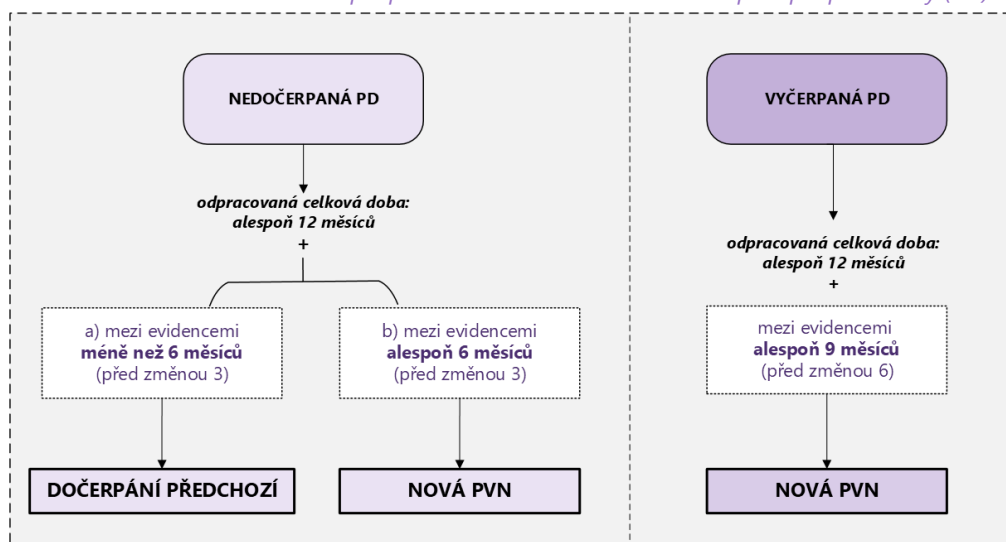 NEDOČERPANÁ PD
odpracovaná celková doba:
alespoň 12 měsíců
+
a) mezi evidencemi
méně než 6 měsíců
(před změnou 3)
b) mezi evidencemi
alespoň 6 měsíců
(před změnou 3)
DOČERPÁNÍ PŘEDCHOZÍ
NOVÁ PVN
VYČERPANÁ PD
odpracovaná celková doba:
alespoň 12 měsíců
+
mezi evidencemi
alespoň 9 měsíců
(před změnou 6)
NOVÁ PVN